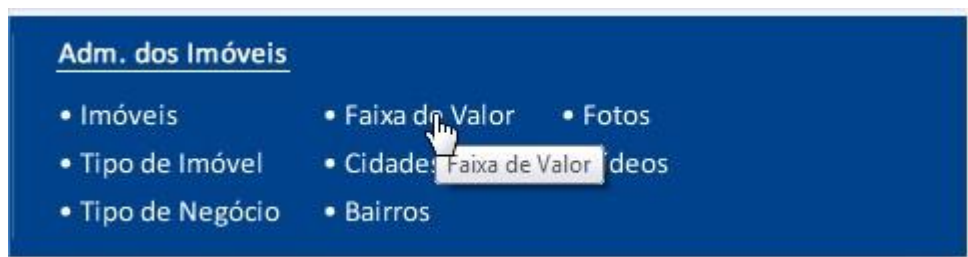 Adm. dos Imóveis
• Imóveis • Faixa de Valor • Fotos
• Tipo de Imóvel • Cidades Faixa de Valor ídeos
• Tipo de Negócio • Bairros